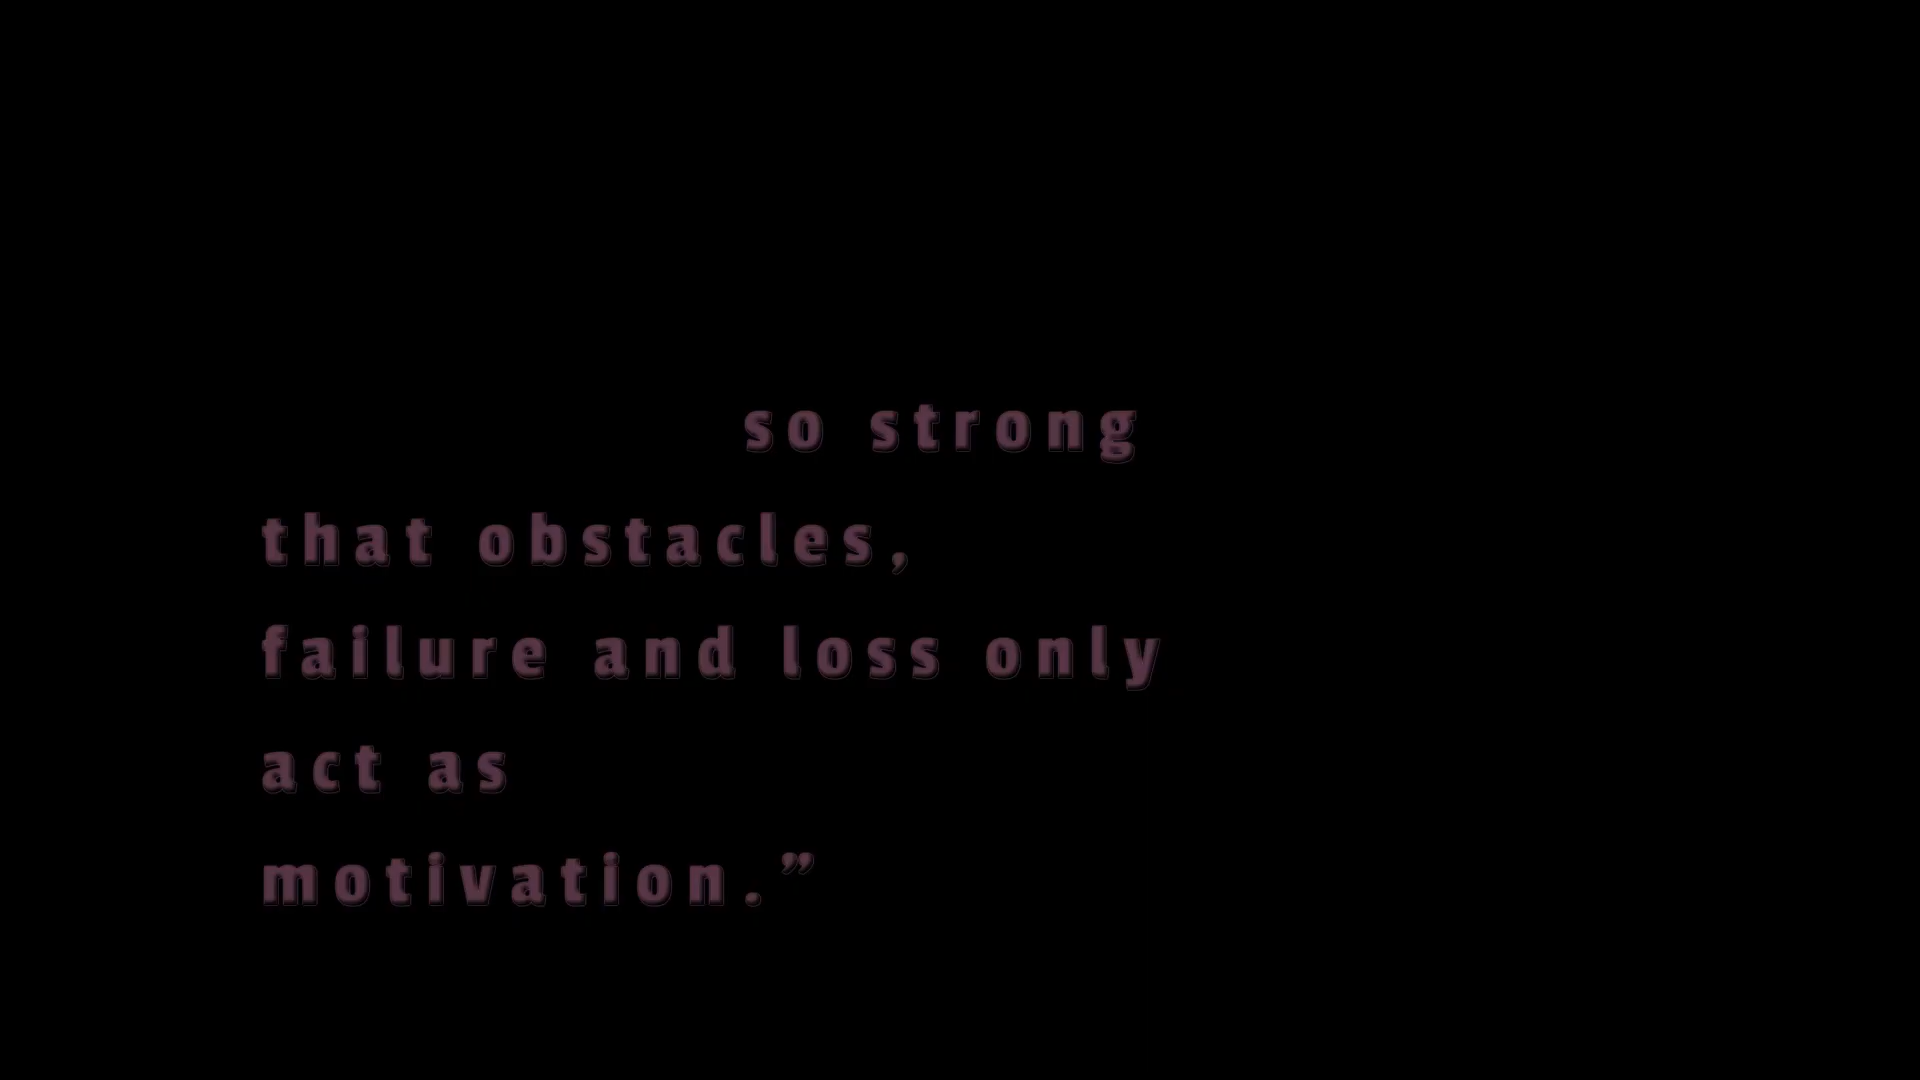 so strong
that obstacles,
failure and loss only
act as
motivation.”